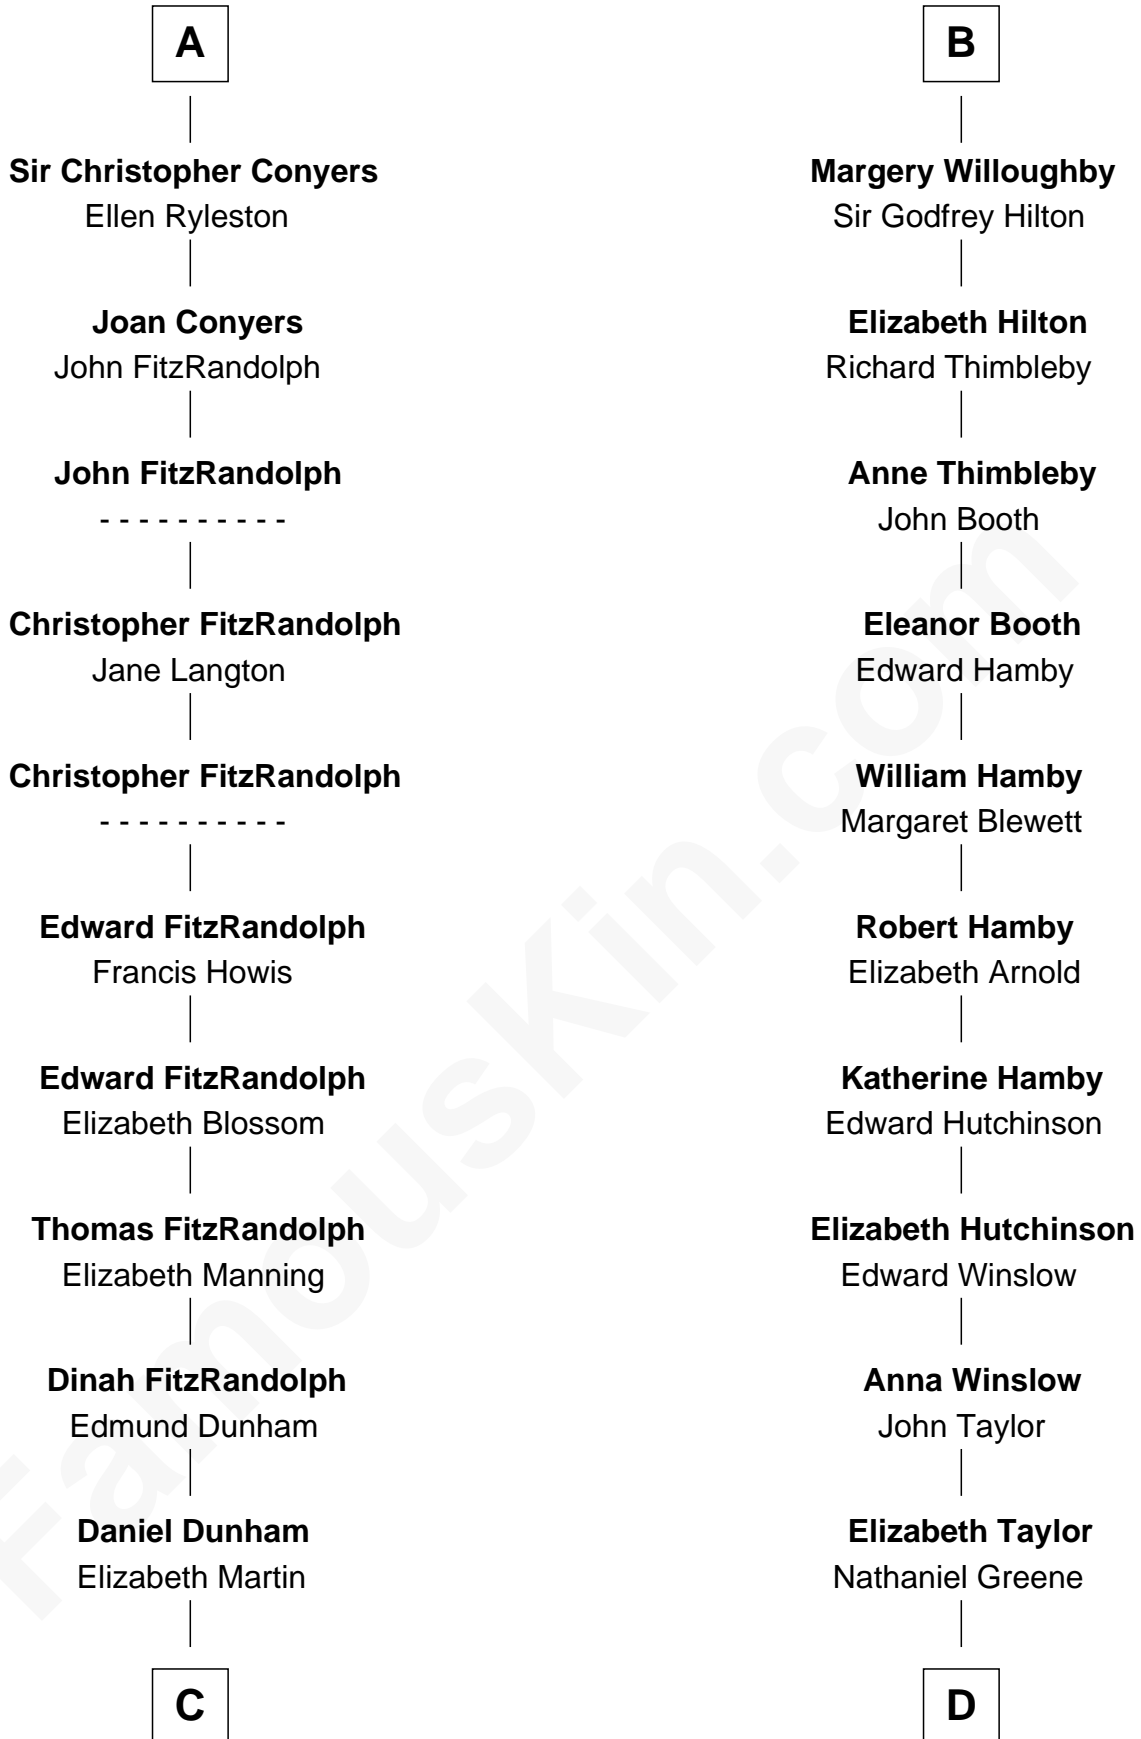 A
Sir Christopher Conyers
Ellen Ryleston
Joan Conyers
John FitzRandolph
John FitzRandolph
- - - - - - - - - -
Christopher FitzRandolph
Jane Langton
Christopher FitzRandolph
- - - - - - - - - -
Edward FitzRandolph
Francis Howis
Edward FitzRandolph
Elizabeth Blossom
Thomas FitzRandolph
Elizabeth Manning
Dinah FitzRandolph
Edmund Dunham
Daniel Dunham
Elizabeth Martin
C
B
Margery Willoughby
Sir Godfrey Hilton
Elizabeth Hilton
Richard Thimbleby
Anne Thimbleby
John Booth
Eleanor Booth
Edward Hamby
William Hamby
Margaret Blewett
Robert Hamby
Elizabeth Arnold
Katherine Hamby
Edward Hutchinson
Elizabeth Hutchinson
Edward Winslow
Anna Winslow
John Taylor
Elizabeth Taylor
Nathaniel Greene
D
FamousKin.com